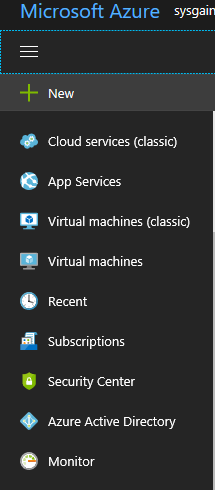 Microsoft Azure sysgain
New
Cloud services (classic)
App Services
Virtual machines (classic)
Virtual machines
Recent
Subscriptions
Security Center
Azure Active Directory
Monitor